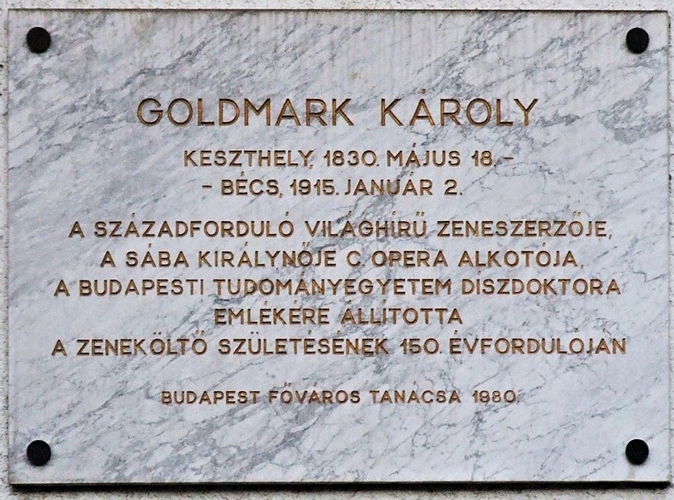 GOLDMARK KÁROLY
KESZTHELY, 1830. MÁJUS 18.-
- BÉCS, 1915. JANUÁR 2.
A SZÁZADFORDULÓ VILÁGHÍRŰ ZENESZERZŐJE,
A SÁBA KIRÁLYNŐJE C. OPERA ALKOTÓJA,
A BUDAPESTI TUDOMÁNYEGYETEM DÍSZDOKTORA
EMLÉKÉRE ÁLLÍTOTTA
A ZENEKÖLTŐ SZÜLETÉSÉNEK 150. ÉVFORDULÓJÁN
BUDAPEST FŐVÁROS TANÁCSA 1980.